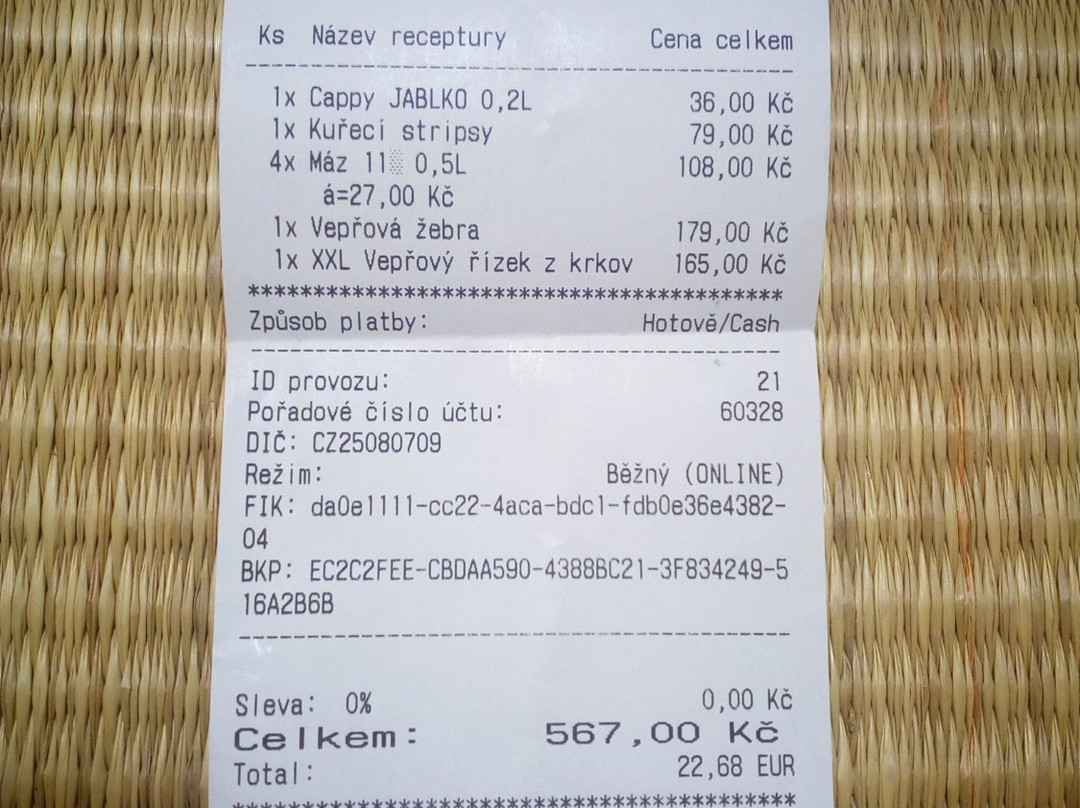 Ks Název receptury Cena celkem
1x Cappy JABLKO 0,2L 36,00 Kč
1x Kuřecí stripsy 79,00 Kč
4x Máz 11▒ 0,5L 108,00 Kč
á=27,00 Kč
1x Vepřová žebra 179,00 Kč
1x XXL Vepřový řízek z krkov 165,00 Kč
*****************************************
Způsob platby: Hotově/Cash
ID provozu: 21
Pořadové číslo účtu: 60328
DIČ: CZ25080709
Režim: Běžný (ONLINE)
FIK: da0e1111-cc22-4aca-bdc1-fdb0e36e4382-
04
BKP: EC2C2FEE-CBDAA590-4388BC21-3F834249-5
16A2B6B
Sleva: 0% 0,00 Kč
Celkem: 567,00 Kč
Total: 22,68 EUR
*****************************************